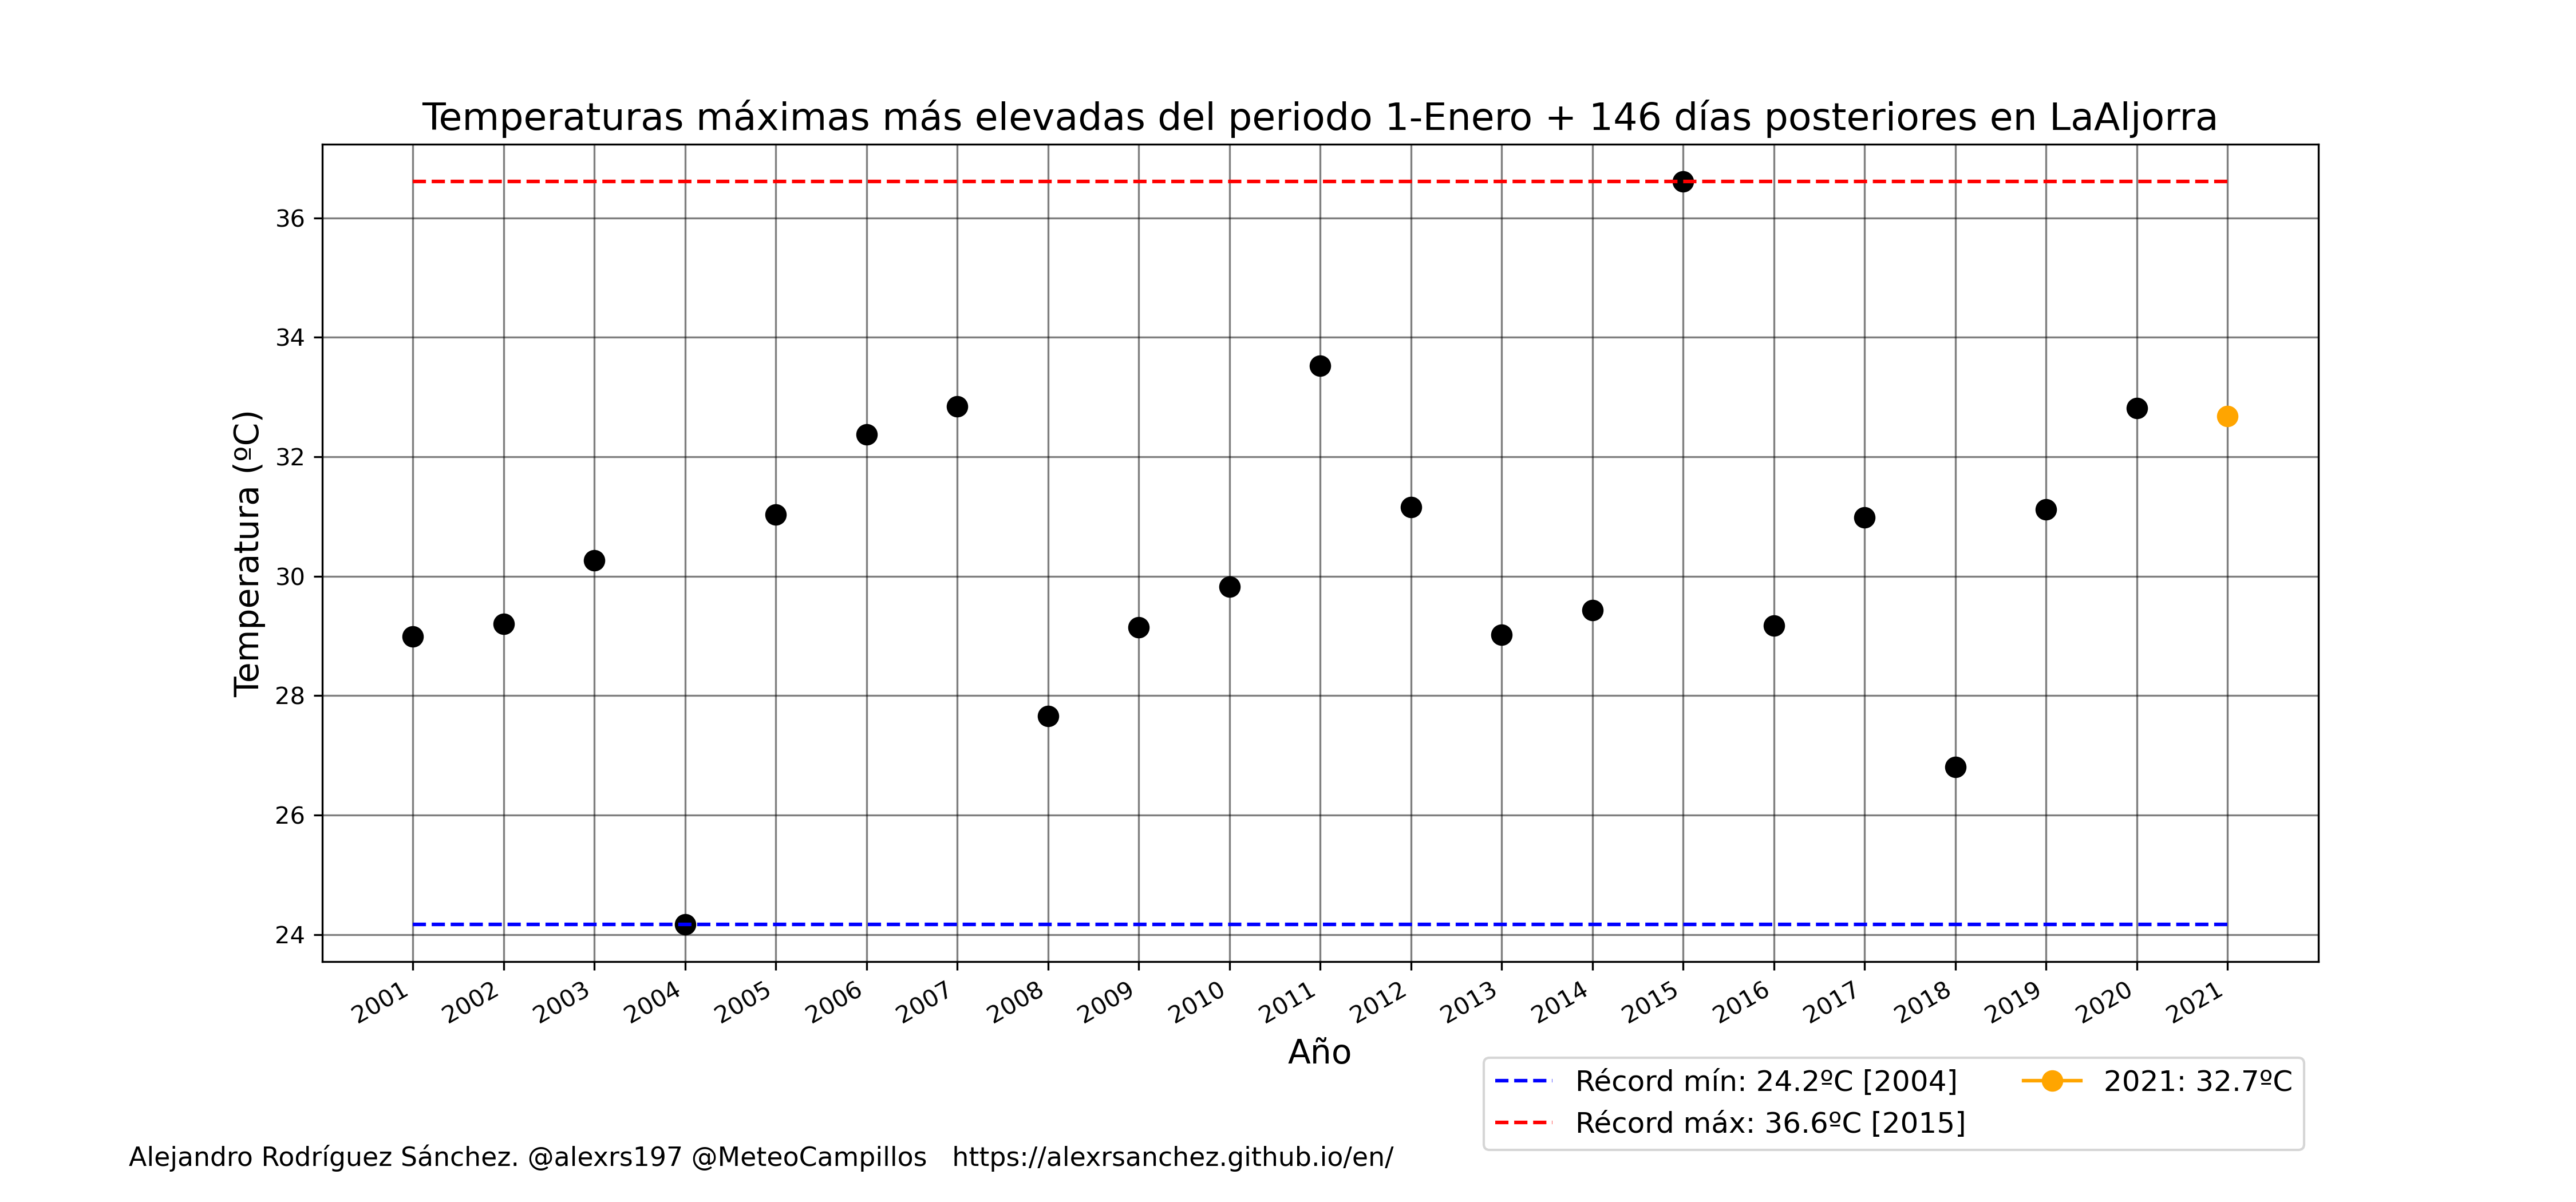 Temperaturas máximas más elevadas del periodo 1-Enero + 146 días posteriores en LaAljorra
Temperatura (ºC)
36
34
32
30
28
26
24
2001 2002 2003 2004 2005 2006 2007 2008 2009 2010 2011 2012 2013 2014 2015 2016 2017 2018 2019 2020 2021
Año
Récord mín: 24.2ºC [2004]
Récord máx: 36.6ºC [2015]
2021: 32.7ºC
Alejandro Rodríguez Sánchez. @alexrs197 @MeteoCampillos https://alexrsanchez.github.io/en/